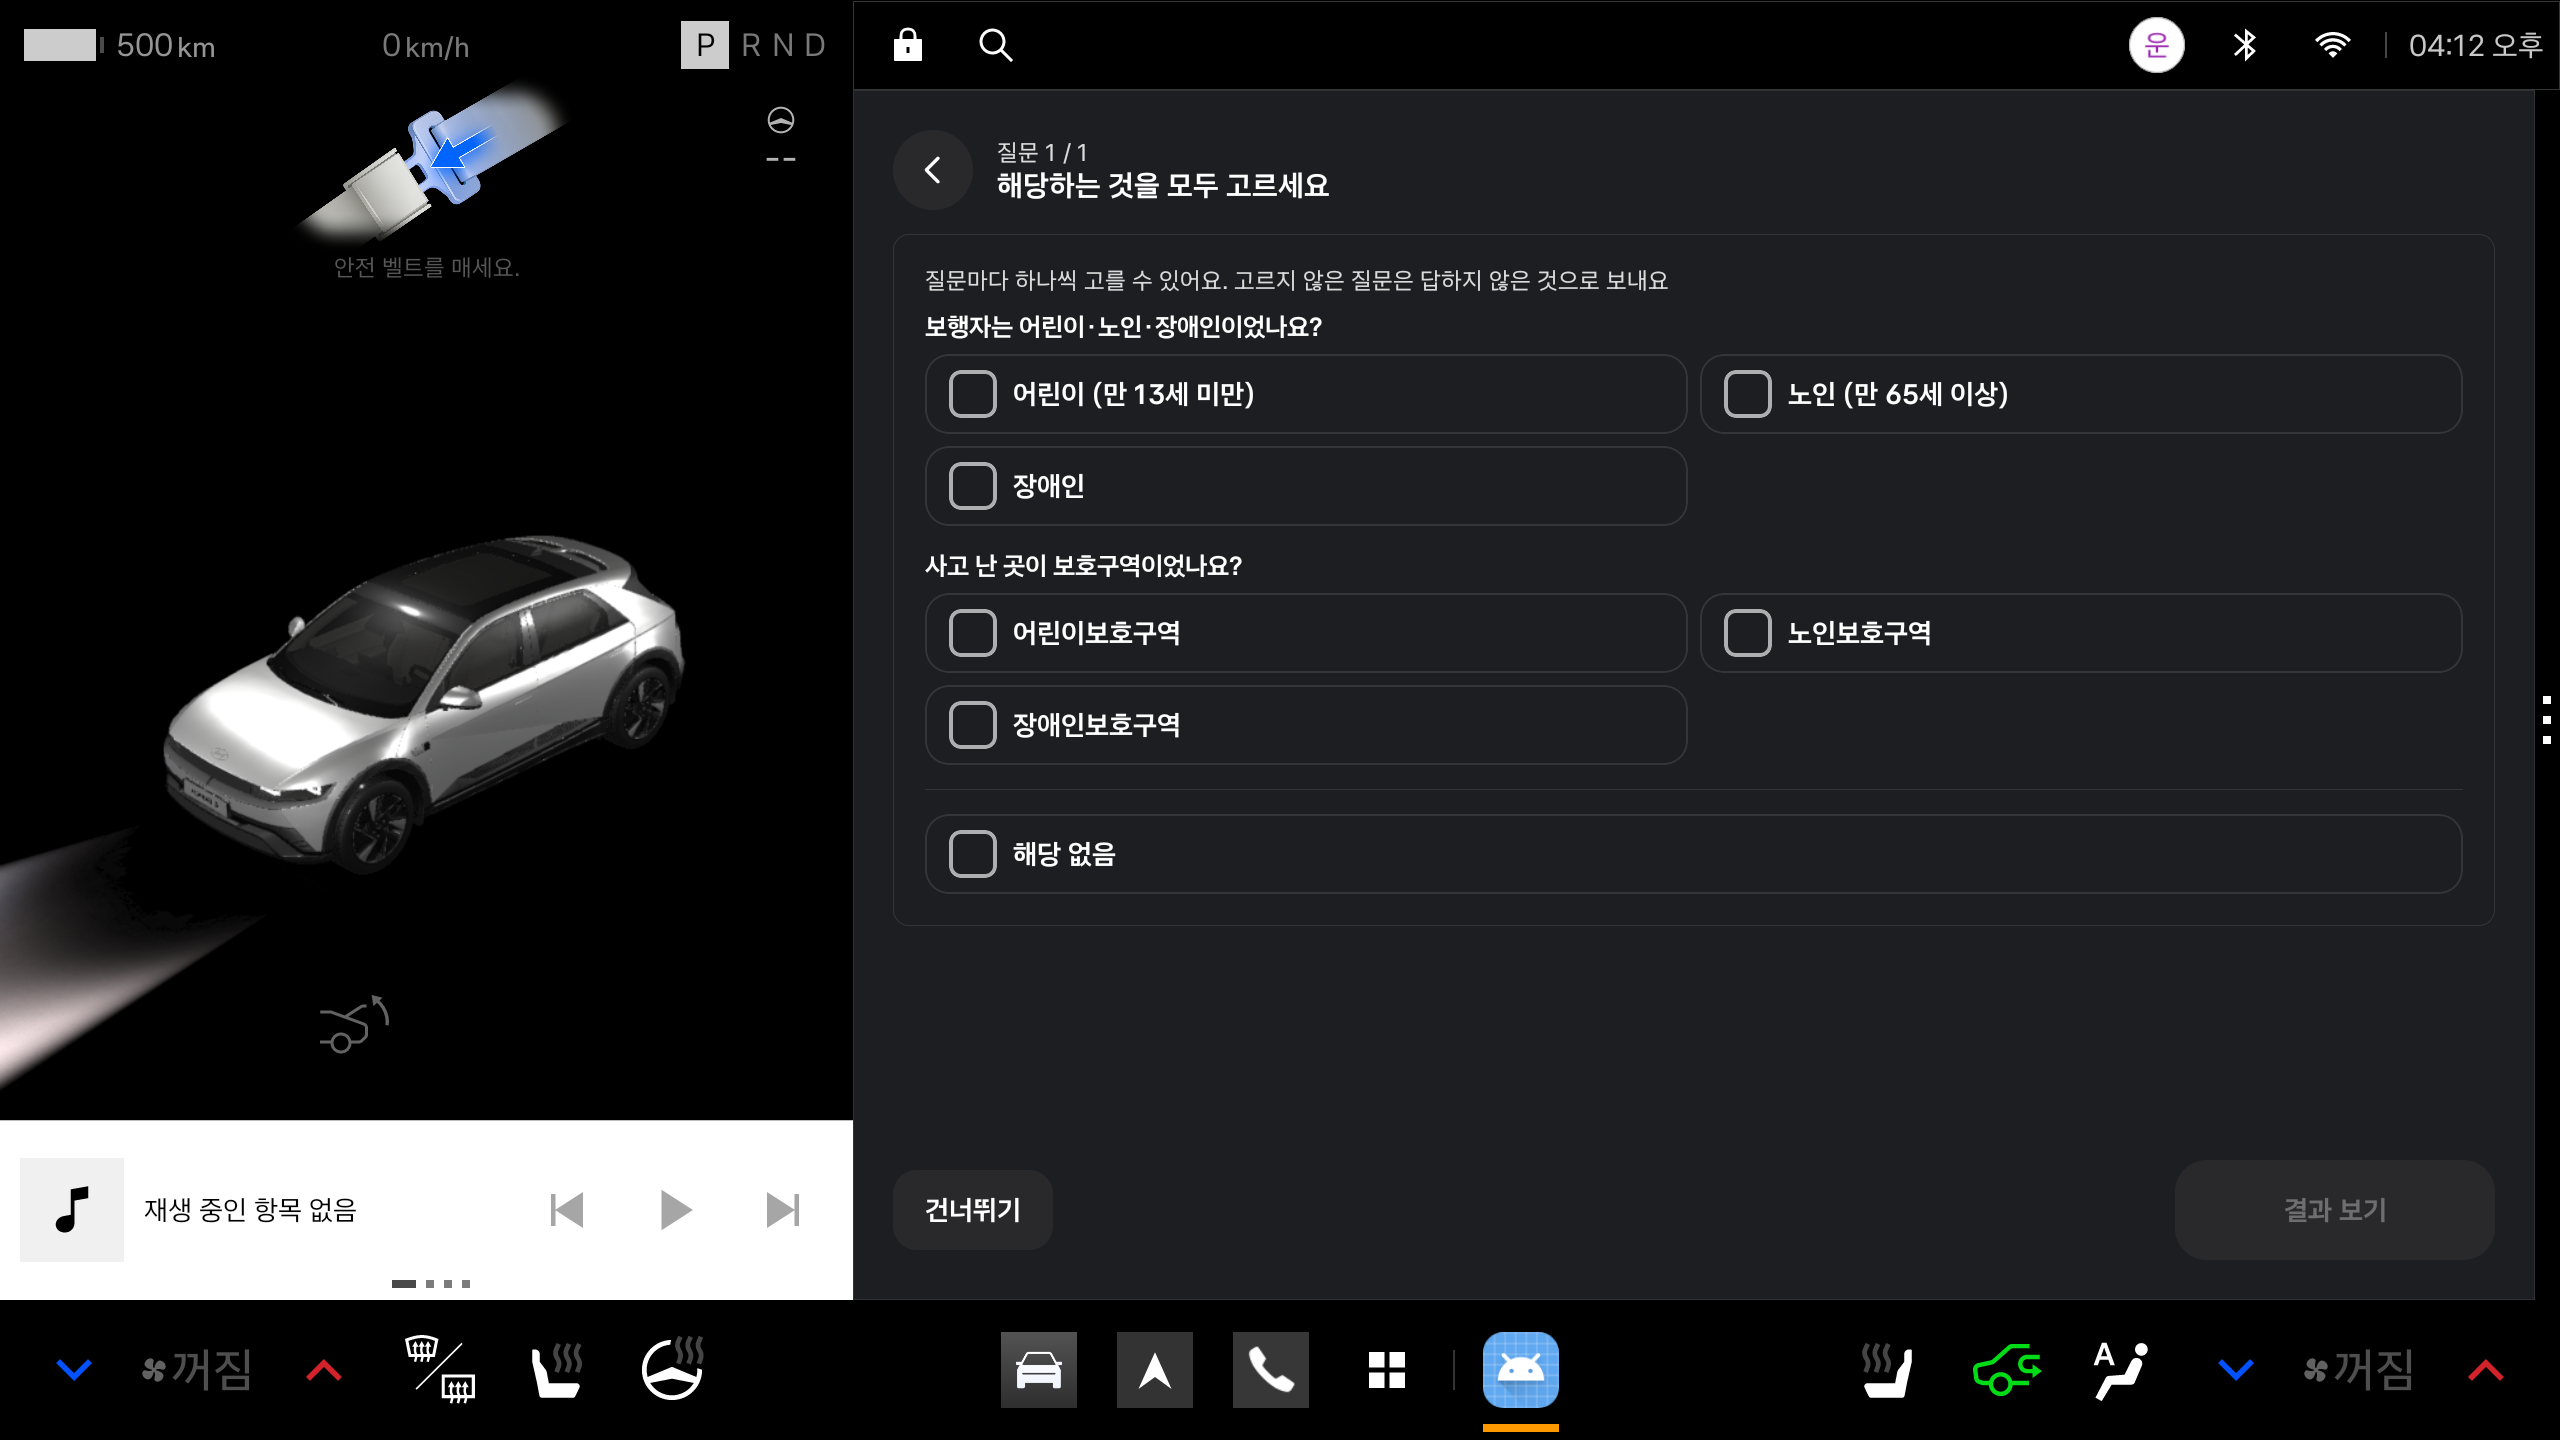 500 km
0 km/h
P R N D
운
04:12 오후
안전 벨트를 매세요.
질문 1 / 1
해당하는 것을 모두 고르세요
질문마다 하나씩 고를 수 있어요. 고르지 않은 질문은 답하지 않은 것으로 보내요
보행자는 어린이·노인·장애인이었나요?
어린이 (만 13세 미만)
노인 (만 65세 이상)
장애인
사고 난 곳이 보호구역이었나요?
어린이보호구역
노인보호구역
장애인보호구역
해당 없음
재생 중인 항목 없음
건너뛰기
결과 보기
꺼짐
A
꺼짐